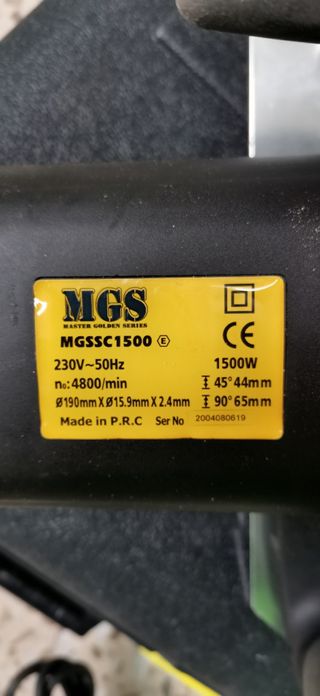 MGS
MASTER GOLDEN SERIES
MGSSC1500 Ⓔ
CE
230V~50Hz 1500W
n₀:4800/min 45° 44mm
Ø190mm X Ø15.9mm X 2.4mm 90° 65mm
Made in P.R.C Ser No 2004080619